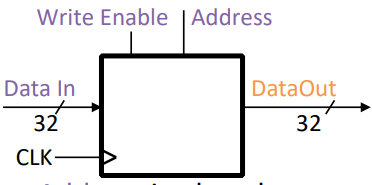 Write Enable Address
Data In
DataOut
32
32
CLK